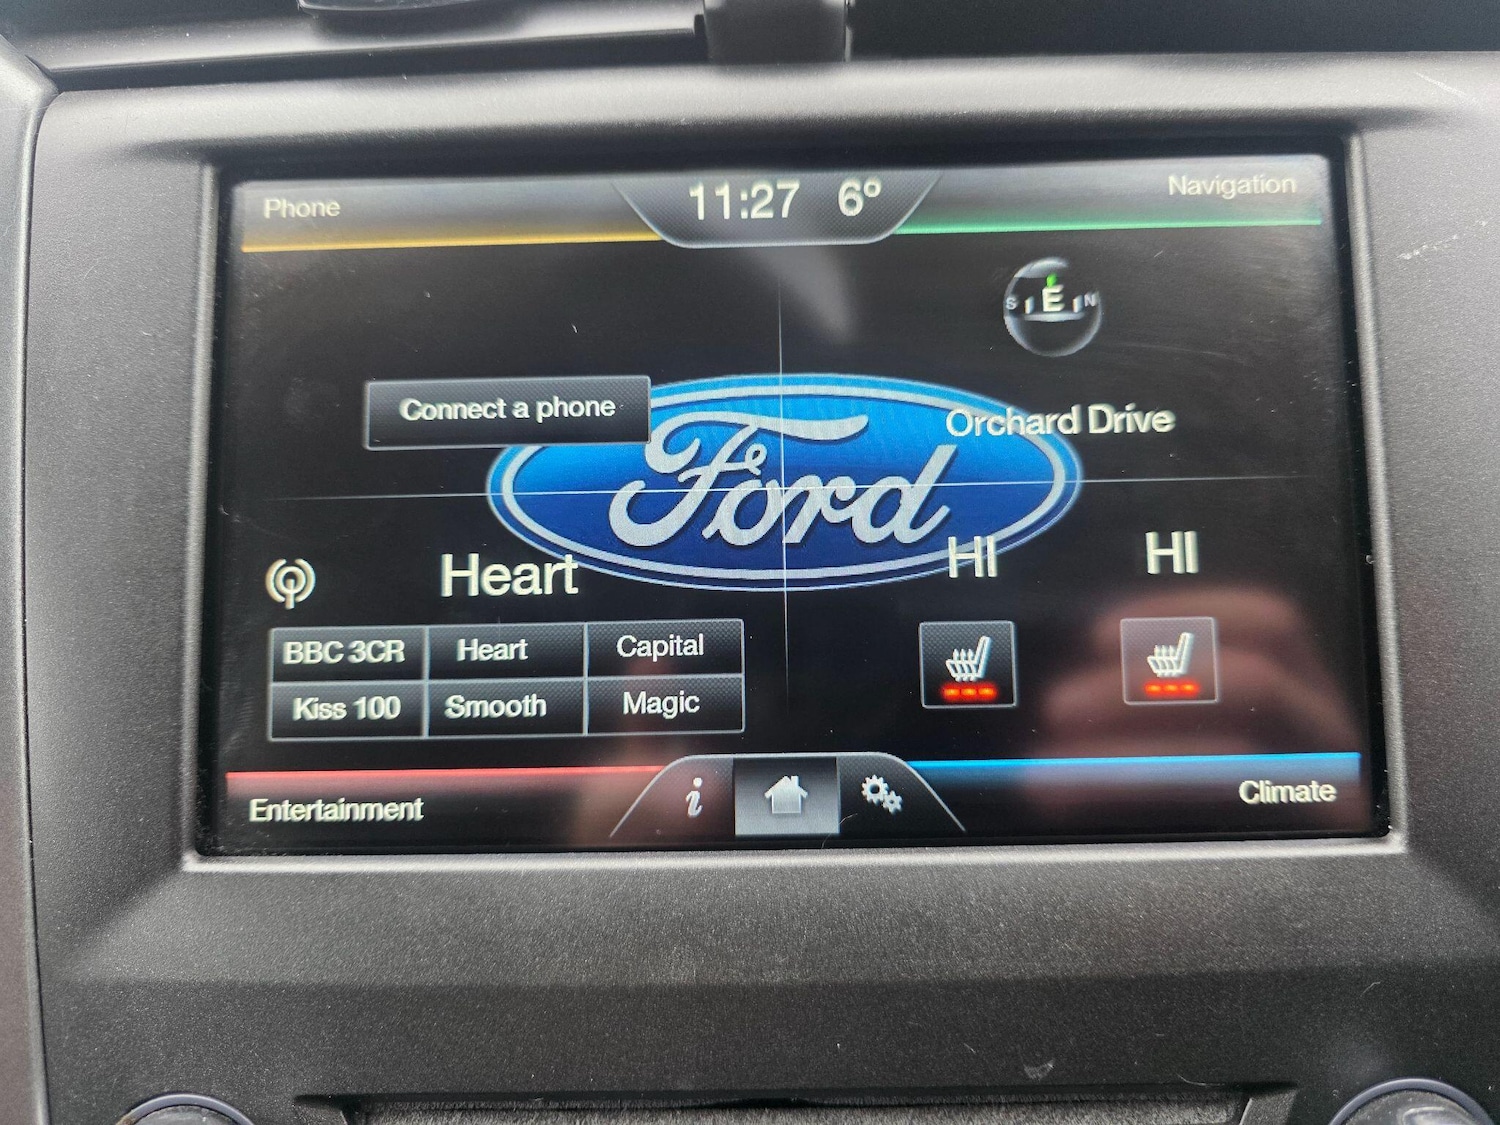 Phone
11:27 6°
Navigation
S E N
Connect a phone
Orchard Drive
Ford
Heart
HI HI
BBC 3CR Heart Capital
Kiss 100 Smooth Magic
Entertainment
i
Climate